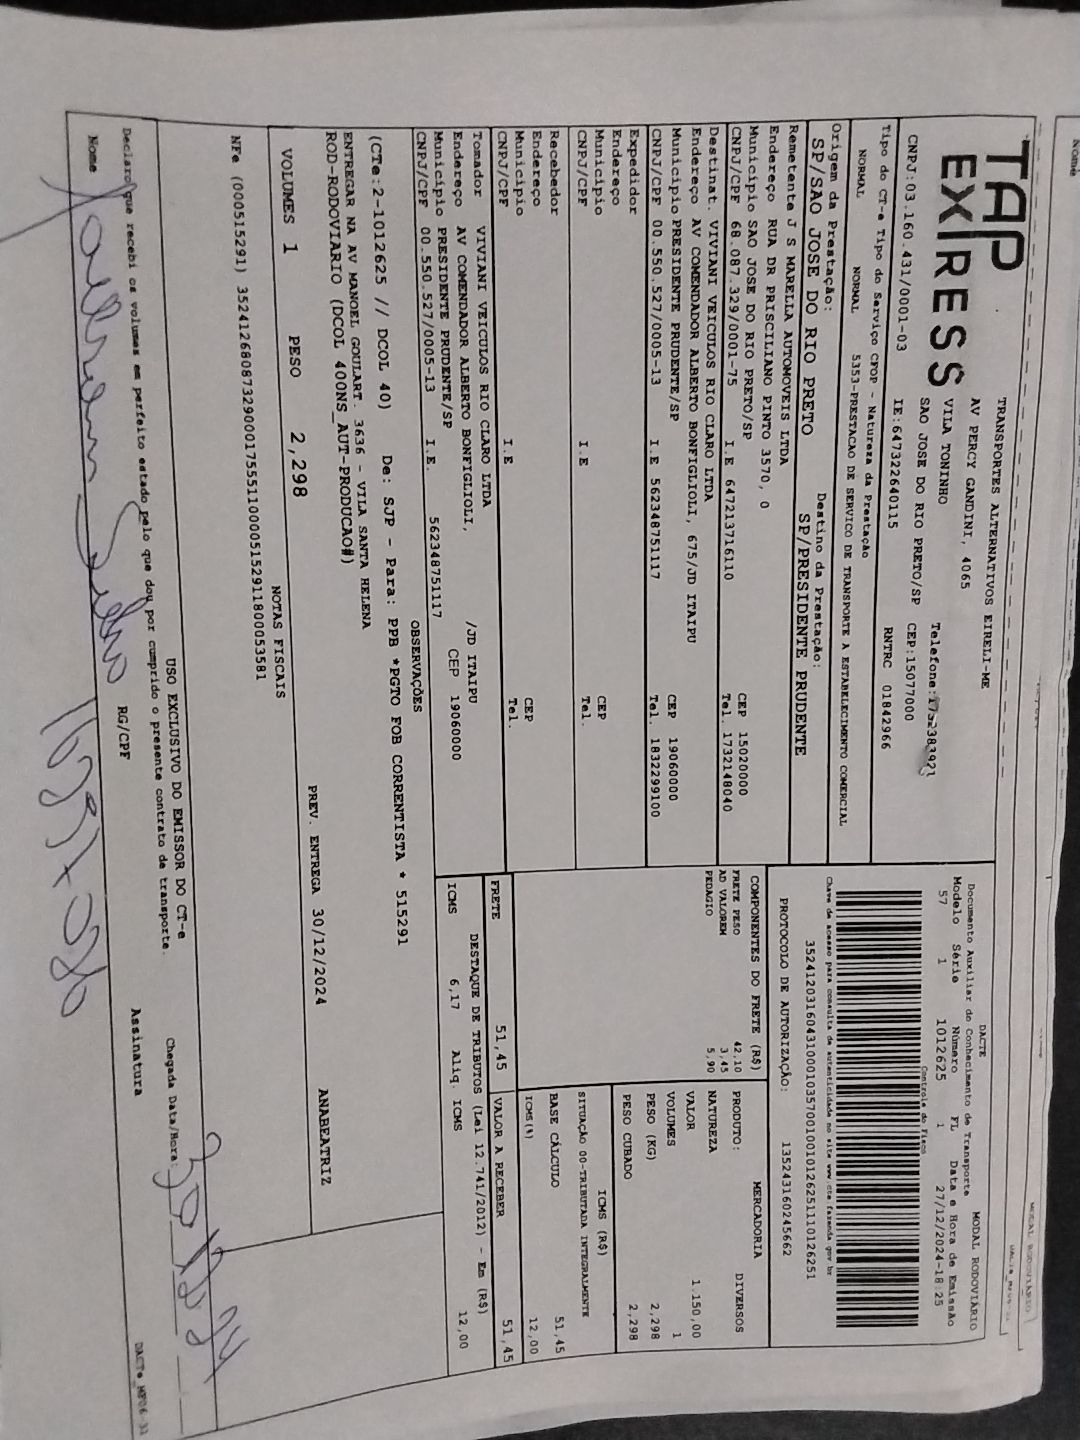 TAP
EXPRESS
TRANSPORTES ALTERNATIVOS EIRELI-ME
AV PERCY GANDINI, 4065
VILA TONINHO
SAO JOSE DO RIO PRETO/SP CEP:15077000
CNPJ:03.160.431/0001-03 IE:647322640115 RNTRC 01842966
Tipo do CT-e Tipo do Serviço CFOP - Natureza da Prestação
NORMAL NORMAL 5353-PRESTACAO DE SERVICO DE TRANSPORTE A ESTABELECIMENTO COMERCIAL
Origem da Prestação: Destino da Prestação:
SP/SAO JOSE DO RIO PRETO SP/PRESIDENTE PRUDENTE
Remetente J S MARELLA AUTOMOVEIS LTDA
Endereço RUA DR PRISCILIANO PINTO 3570, 0
Município SAO JOSE DO RIO PRETO/SP CEP 15020000
CNPJ/CPF 68.087.329/0001-75 I.E 647213716110 Tel. 1732148040
Destinat. VIVIANI VEICULOS RIO CLARO LTDA
Endereço AV COMENDADOR ALBERTO BONFIGLIOLI, 675/JD ITAIPU
Município PRESIDENTE PRUDENTE/SP CEP 19060000
CNPJ/CPF 00.550.527/0005-13 I.E 562348751117 Tel. 1832299100
Expedidor
Endereço
Município CEP
CNPJ/CPF I.E Tel.
Recebedor
Endereço
Município CEP
CNPJ/CPF I.E Tel.
Tomador VIVIANI VEICULOS RIO CLARO LTDA
Endereço AV COMENDADOR ALBERTO BONFIGLIOLI, /JD ITAIPU
Município PRESIDENTE PRUDENTE/SP CEP 19060000
CNPJ/CPF 00.550.527/0005-13 I.E. 562348751117
DACTE MODAL RODOVIÁRIO
Documento Auxiliar do Conhecimento de Transporte
Modelo Série Número FL Data e Hora de Emissão
57 1 1012625 1 27/12/2024-18:25
Controle do Fisco
Chave de acesso para consulta de autenticidade no site www.cte.fazenda.gov.br
PROTOCOLO DE AUTORIZAÇÃO: 135243160245662
COMPONENTES DO FRETE (R$)
FRETE PESO 42,10
AD VALOREM 3,45
PEDAGIO 5,90
MERCADORIA
PRODUTO: DIVERSOS
NATUREZA
VALOR 1.150,00
VOLUMES 1
PESO (KG) 2,298
PESO CUBADO 2,298
ICMS (R$)
SITUAÇÃO 00-TRIBUTADA INTEGRALMENTE
BASE CÁLCULO 51,45
ICMS(%) 12,00
FRETE 51,45 VALOR A RECEBER 51,45
DESTAQUE DE TRIBUTOS (Lei 12.741/2012) - Em (R$)
ICMS 6,17 Aliq. ICMS 12,00
OBSERVAÇÕES
(CTe:2-1012625 // DCOL 40) De: SJP - Para: PPB *PGTO FOB CORRENTISTA * 515291
ENTREGAR NA AV MANOEL GOULART. 3636 - VILA SANTA HELENA
ROD-RODOVIARIO (DCOL 400NS_AUT-PRODUCAO#)
VOLUMES 1 PESO 2,298 PREV. ENTREGA 30/12/2024 ANABEATRIZ
NOTAS FISCAIS
USO EXCLUSIVO DO EMISSOR DO CT-e
Declaro que recebi os volumes em perfeito estado pelo que dou por cumprido o presente contrato de transporte.
Chegada Data/Hora: 30/12/24
Nome RG/CPF Assinatura